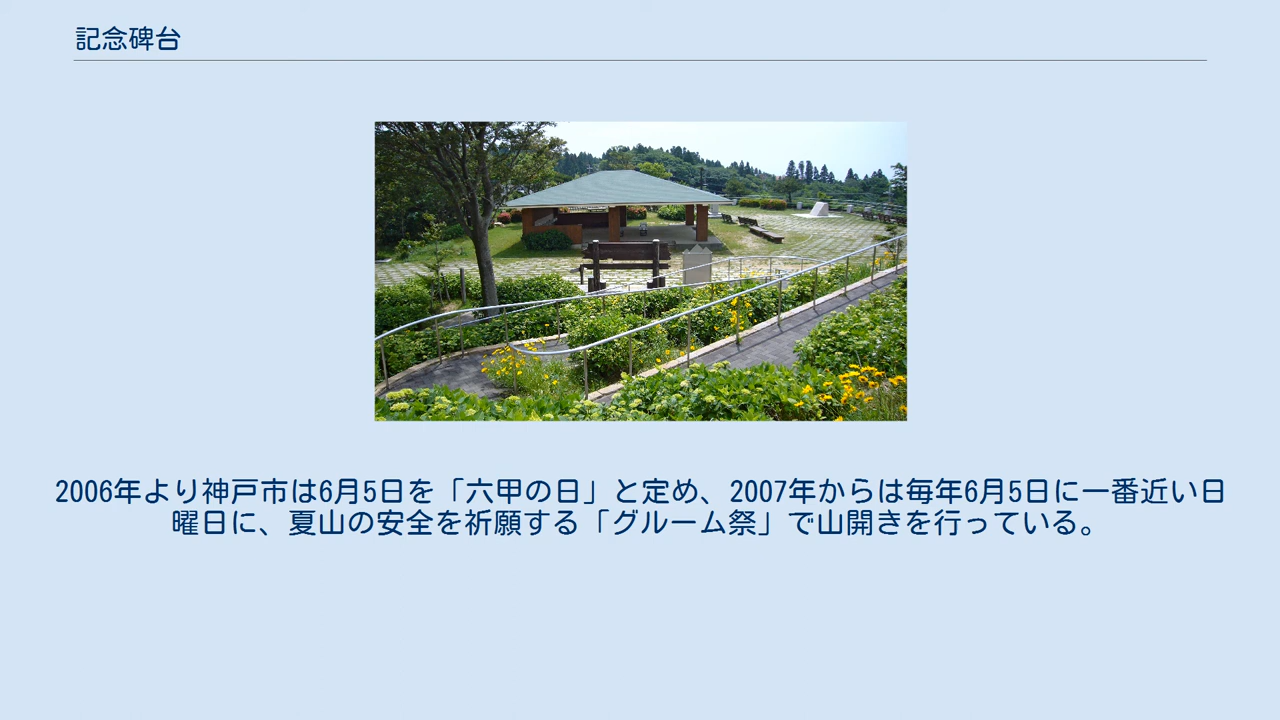 記念碑台
2006年より神戸市は6月5日を「六甲の日」と定め、2007年からは毎年6月5日に一番近い日
曜日に、夏山の安全を祈願する「グルーム祭」で山開きを行っている。